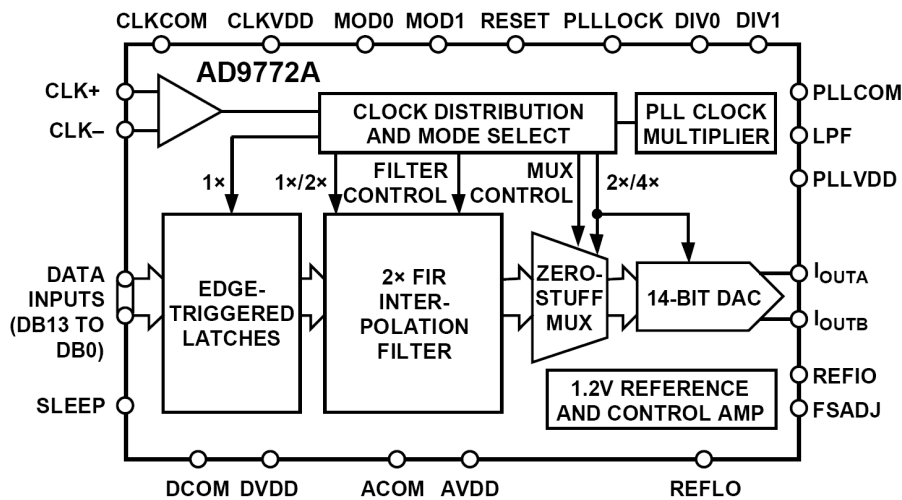 CLKCOM CLKVDD MOD0 MOD1 RESET PLLLOCK DIV0 DIV1
AD9772A
CLK+
CLK–
CLOCK DISTRIBUTION
AND MODE SELECT
PLL CLOCK
MULTIPLIER
PLLCOM
LPF
PLLVDD
1×
1×/2×
FILTER
CONTROL
MUX
CONTROL
2×/4×
DATA
INPUTS
(DB13 TO
DB0)
EDGE-
TRIGGERED
LATCHES
2× FIR
INTER-
POLATION
FILTER
ZERO-
STUFF
MUX
14-BIT DAC
IOUTA
IOUTB
SLEEP
1.2V REFERENCE
AND CONTROL AMP
REFIO
FSADJ
DCOM DVDD ACOM AVDD REFLO